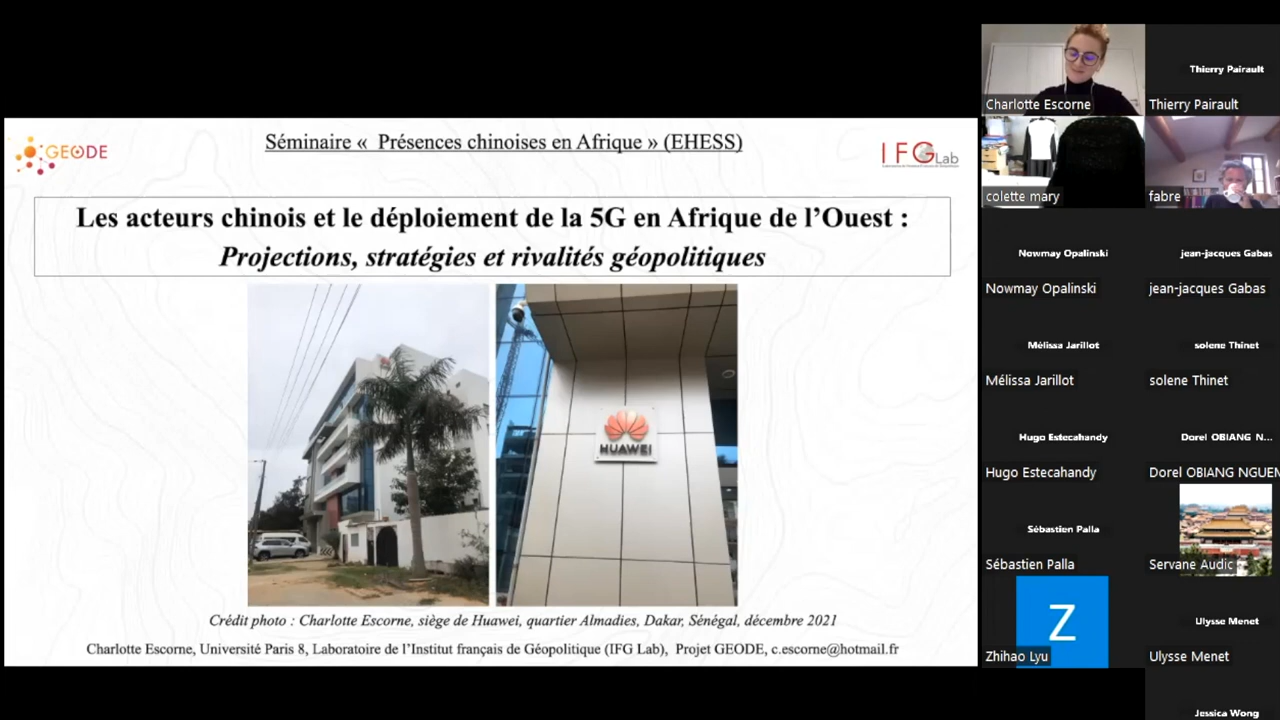 GEODE
Séminaire « Présences chinoises en Afrique » (EHESS)
IFG Lab
Les acteurs chinois et le déploiement de la 5G en Afrique de l'Ouest :
Projections, stratégies et rivalités géopolitiques
HUAWEI
Crédit photo : Charlotte Escorne, siège de Huawei, quartier Almadies, Dakar, Sénégal, décembre 2021
Charlotte Escorne, Université Paris 8, Laboratoire de l'Institut français de Géopolitique (IFG Lab), Projet GEODE, c.escorne@hotmail.fr
Charlotte Escorne
Thierry Pairault
Thierry Pairault
colette mary
fabre
Nowmay Opalinski
Nowmay Opalinski
jean-jacques Gabas
jean-jacques Gabas
Mélissa Jarillot
Mélissa Jarillot
solene Thinet
solene Thinet
Hugo Estecahandy
Hugo Estecahandy
Dorel OBIANG N...
Dorel OBIANG NGUEM
Sébastien Palla
Sébastien Palla
Servane Audic
Z
Zhihao Lyu
Ulysse Menet
Ulysse Menet
Jessica Wong